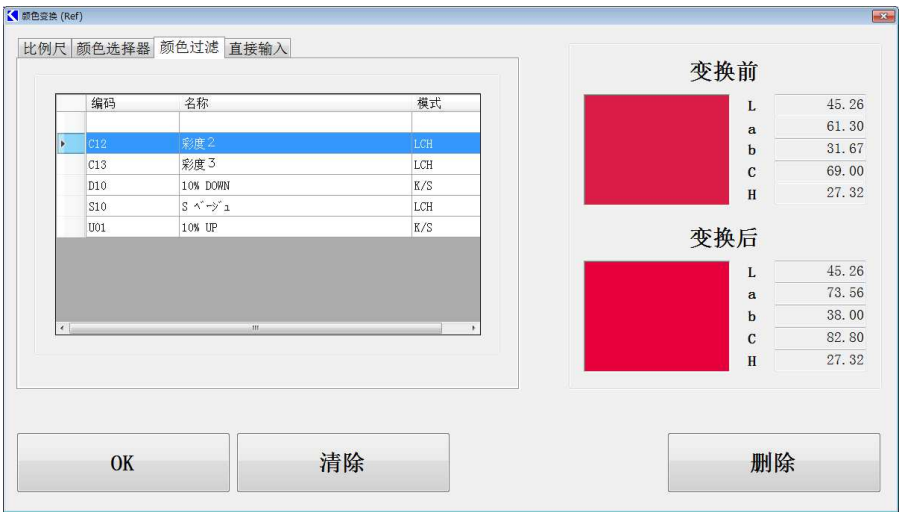 颜色变换 (Ref)
比例尺 颜色选择器 颜色过滤 直接输入
编码 名称 模式
C12 彩度２ LCH
C13 彩度３ LCH
D10 10% DOWN K/S
S10 S ﾍﾞｰｼﾞｭ LCH
U01 10% UP K/S
变换前
L 45.26
a 61.30
b 31.67
C 69.00
H 27.32
变换后
L 45.26
a 73.56
b 38.00
C 82.80
H 27.32
OK 清除 删除